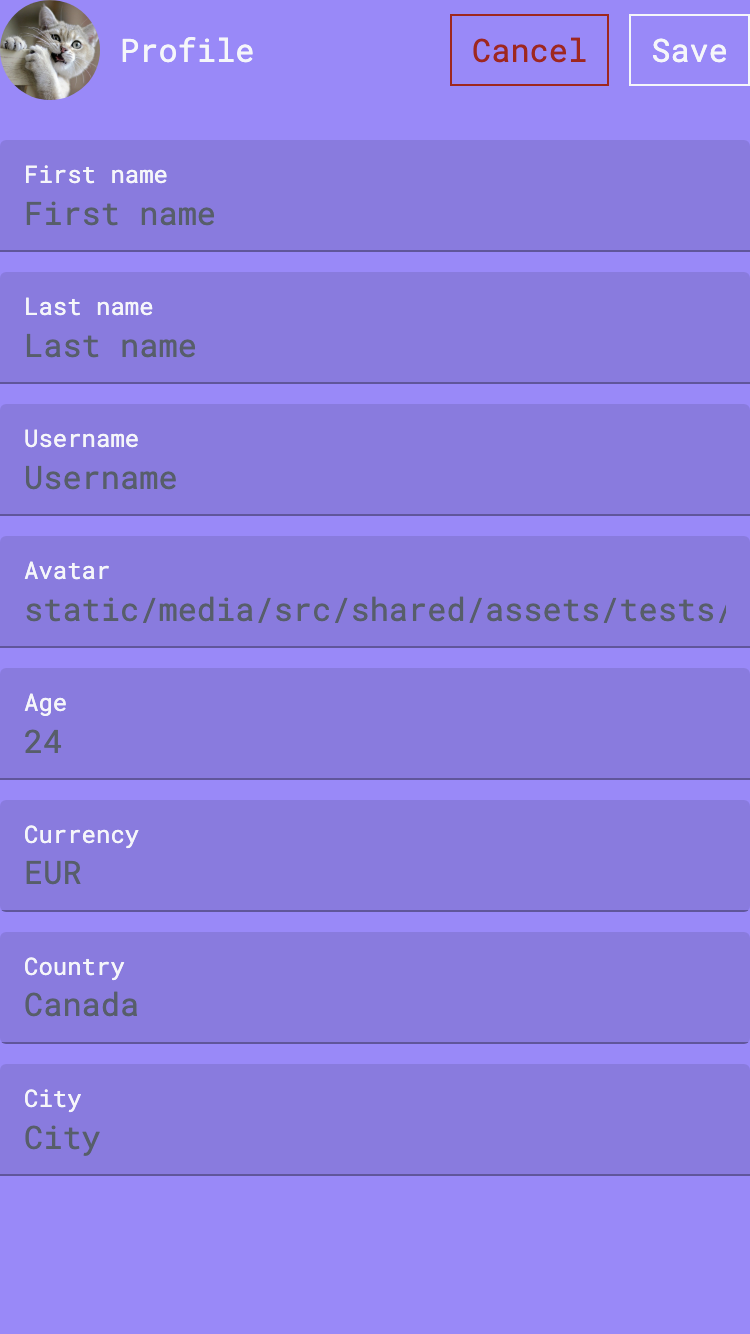 Profile Cancel Save
First name
First name
Last name
Last name
Username
Username
Avatar
static/media/src/shared/assets/tests/
Age
24
Currency
EUR
Country
Canada
City
City